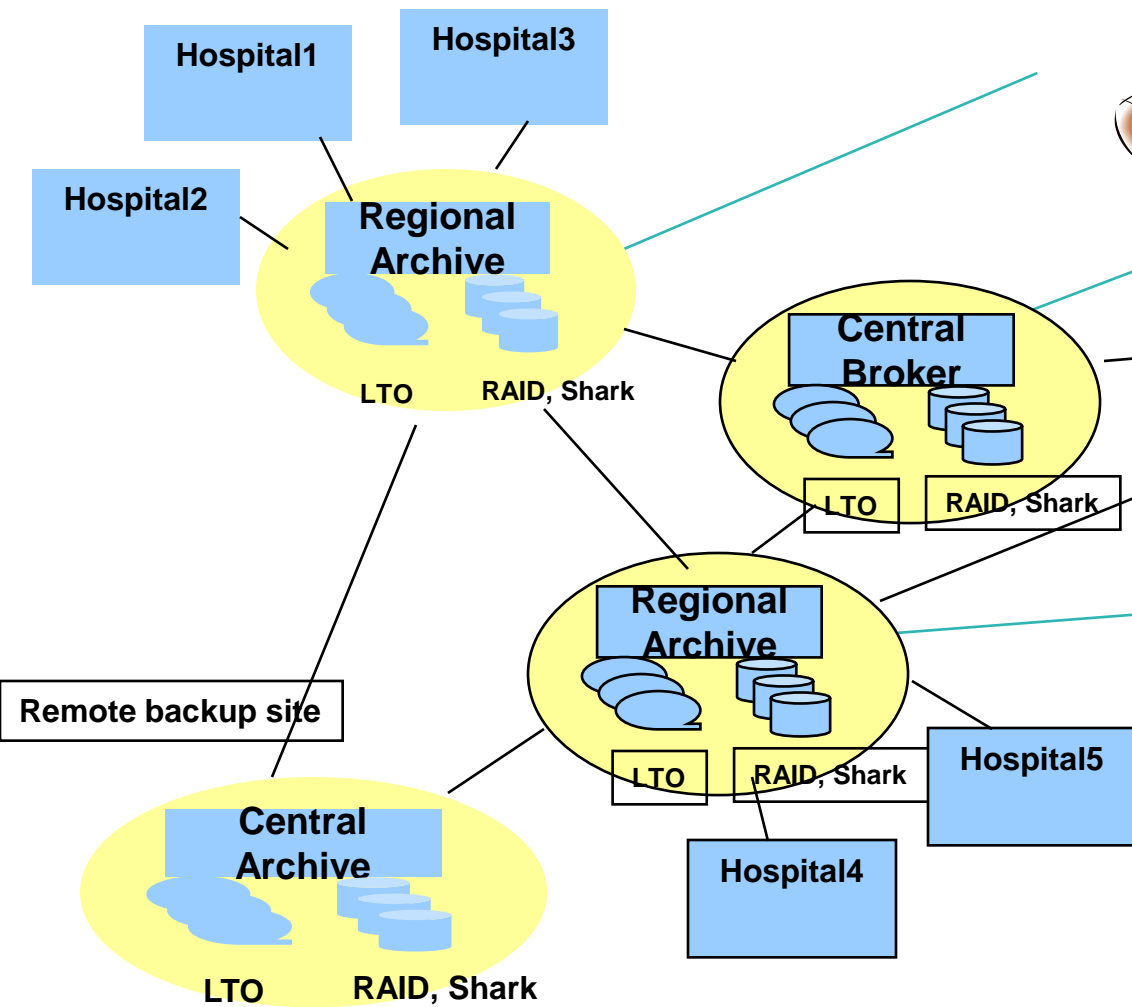 Hospital1
Hospital3
Hospital2
Regional
Archive
LTO
RAID, Shark
Central
Broker
LTO
RAID, Shark
Regional
Archive
LTO
RAID, Shark
Remote backup site
Hospital5
Hospital4
Central
Archive
LTO
RAID, Shark